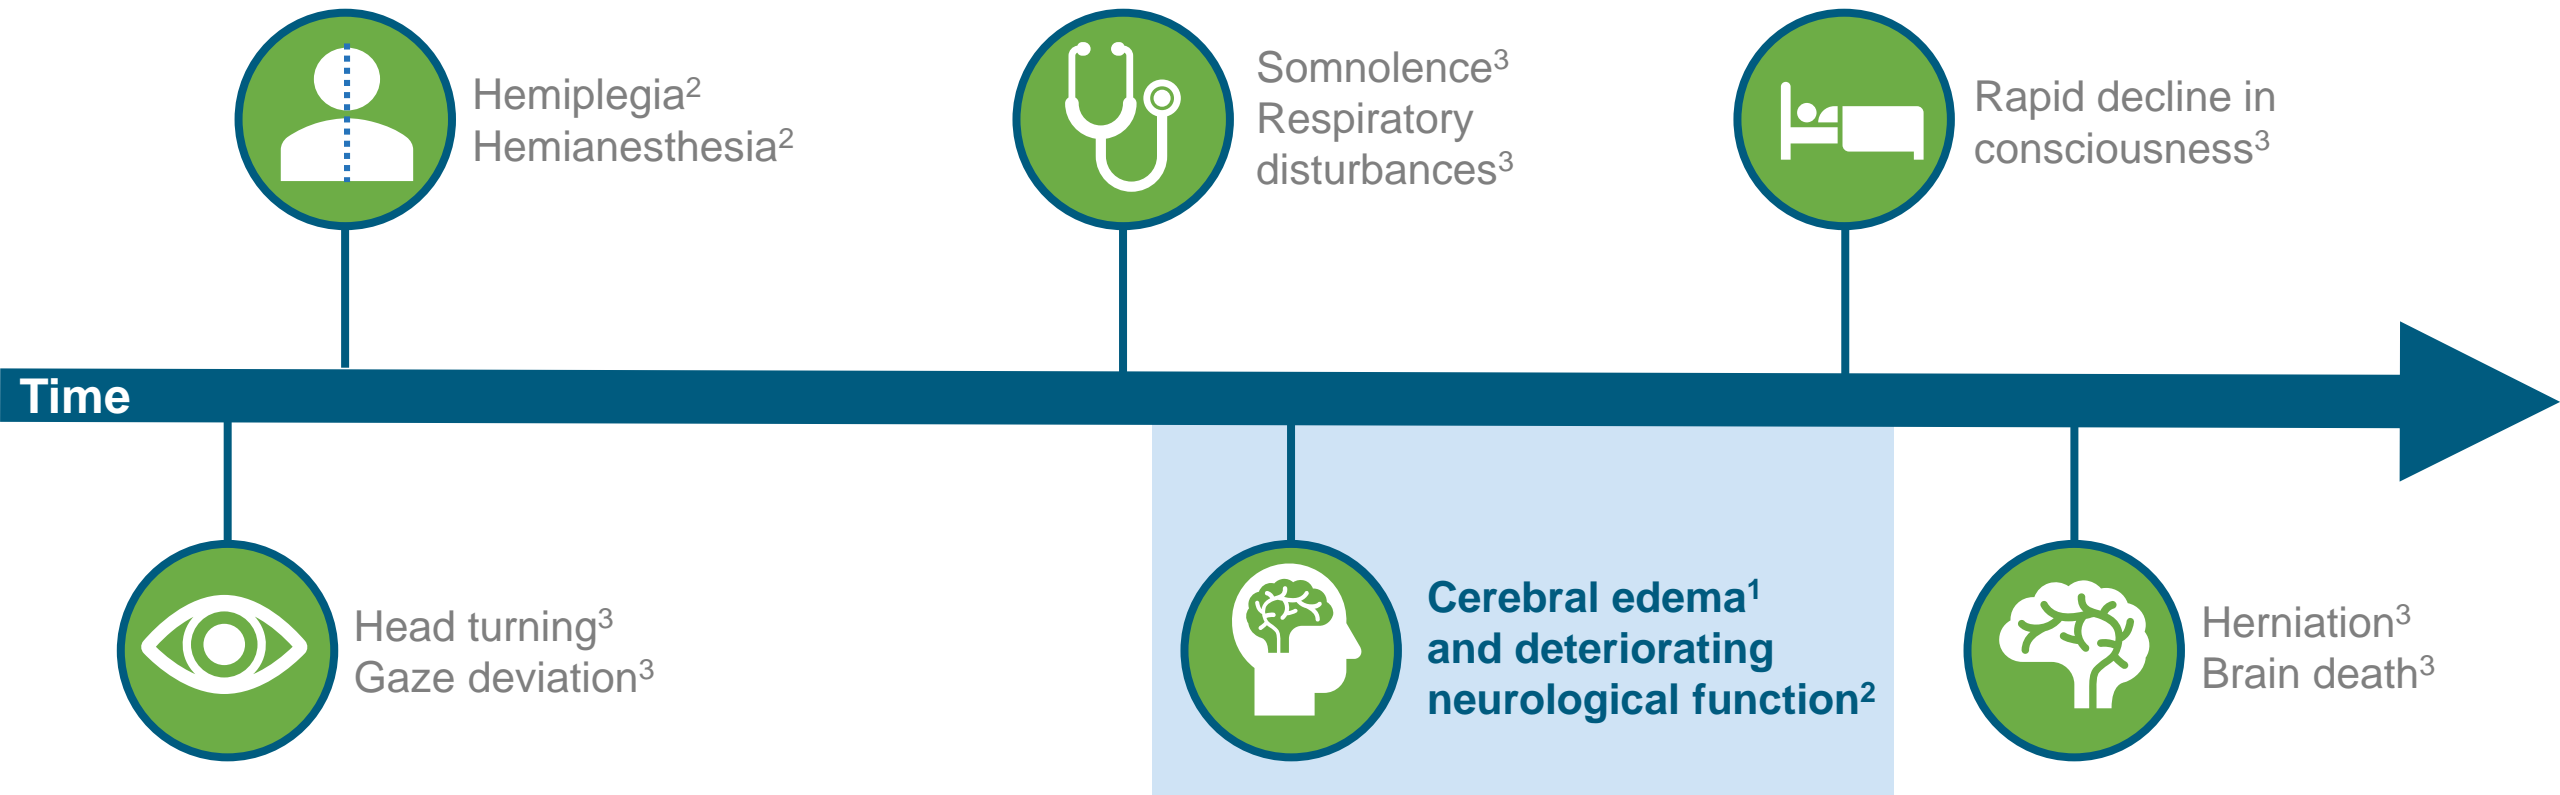 Hemiplegia²
Hemianesthesia²
Somnolence³
Respiratory
disturbances³
Rapid decline in
consciousness³
Time
Head turning³
Gaze deviation³
Cerebral edema¹
and deteriorating
neurological function²
Herniation³
Brain death³